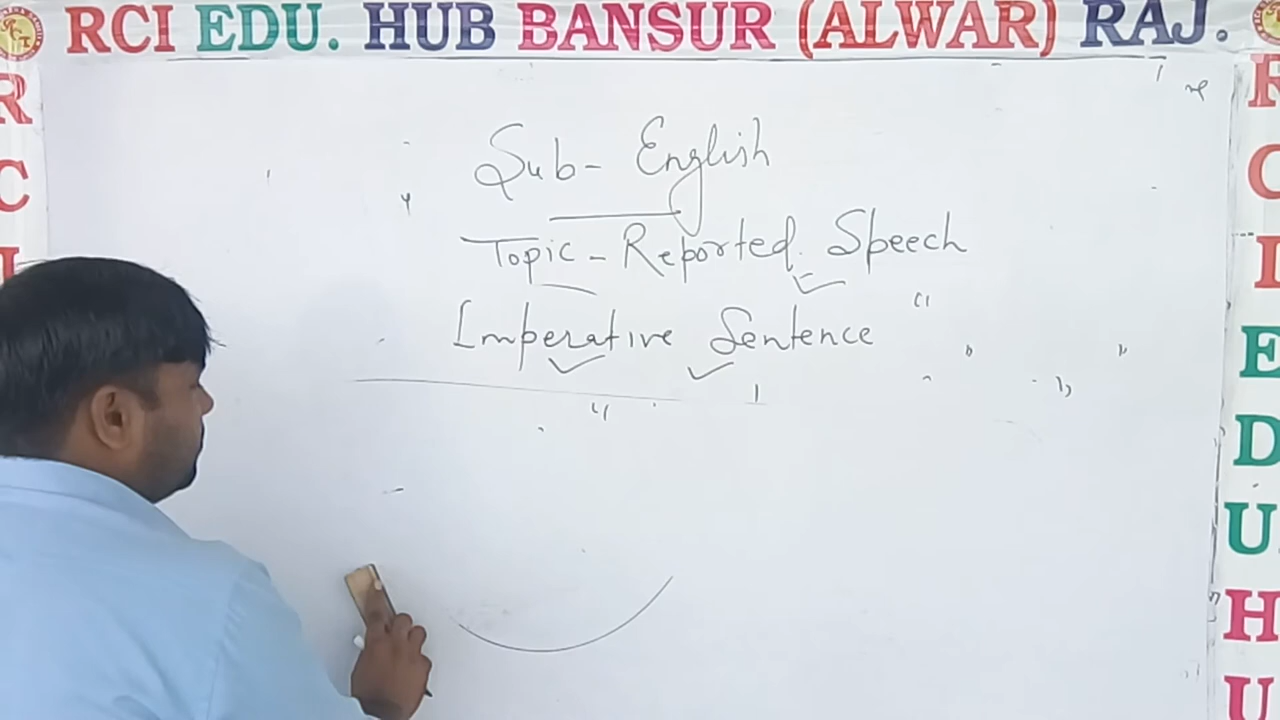 RCI EDU. HUB BANSUR (ALWAR) RAJ.
Sub- English
Topic - Reported Speech
Imperative Sentence
R
C
I
R
C
I
E
D
U
H
U